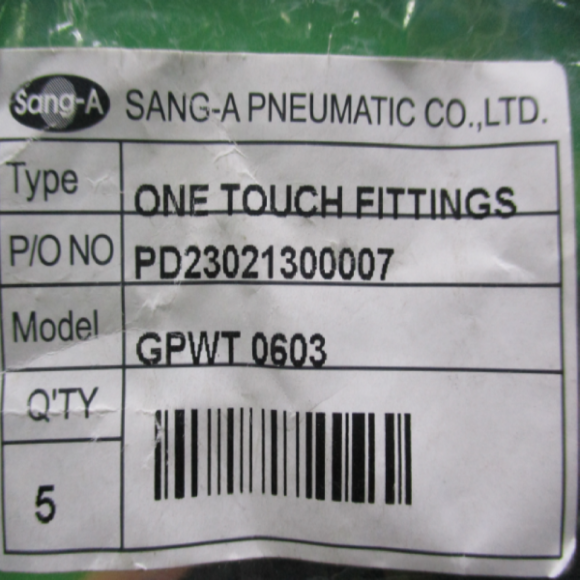 Sang-A SANG-A PNEUMATIC CO.,LTD.
Type ONE TOUCH FITTINGS
P/O NO PD23021300007
Model GPWT 0603
Q'TY
5